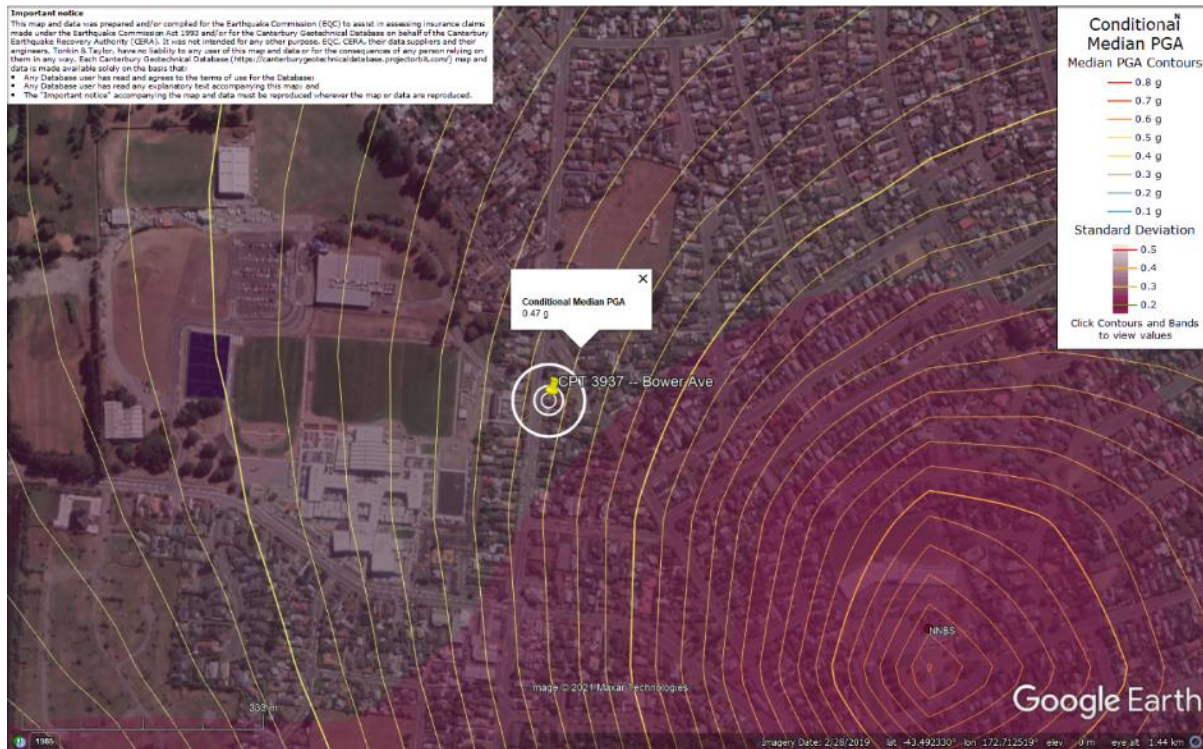 Important notice
This map and data was prepared and/or compiled for the Earthquake Commission (EQC) to assist in assessing insurance claims
made under the Earthquake Commission Act 1993 and/or for the Canterbury Geotechnical Database on behalf of the Canterbury
Earthquake Recovery Authority (CERA). It was not intended for any other purpose. EQC, CERA, their data suppliers and their
engineers, Tonkin & Taylor, have no liability to any user of this map and data or for the consequences of any person relying on
them in any way. Each Canterbury Geotechnical Database (https://canterburygeotechnicaldatabase.projectorbit.com/) map and
data is made available solely on the basis that:
• Any Database user has read and agrees to the terms of use for the Database;
• Any Database user has read any explanatory text accompanying this map; and
• The "Important notice" accompanying the map and data must be reproduced wherever the map or data are reproduced.
N
Conditional
Median PGA
Median PGA Contours
0.8 g
0.7 g
0.6 g
0.5 g
0.4 g
0.3 g
0.2 g
0.1 g
Standard Deviation
0.5
0.4
0.3
0.2
Click Contours and Bands
to view values
Conditional Median PGA
0.47 g
CPT 3937 -- Bower Ave
NNBS
Image © 2021 Maxar Technologies
333 m
Google Earth
1985
Imagery Date: 2/28/2019 lat -43.492330° lon 172.712519° elev 0 m eye alt 1.44 km